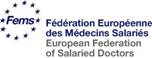 Fems
Fédération Européenne
des Médecins Salariés
European Federation
of Salaried Doctors